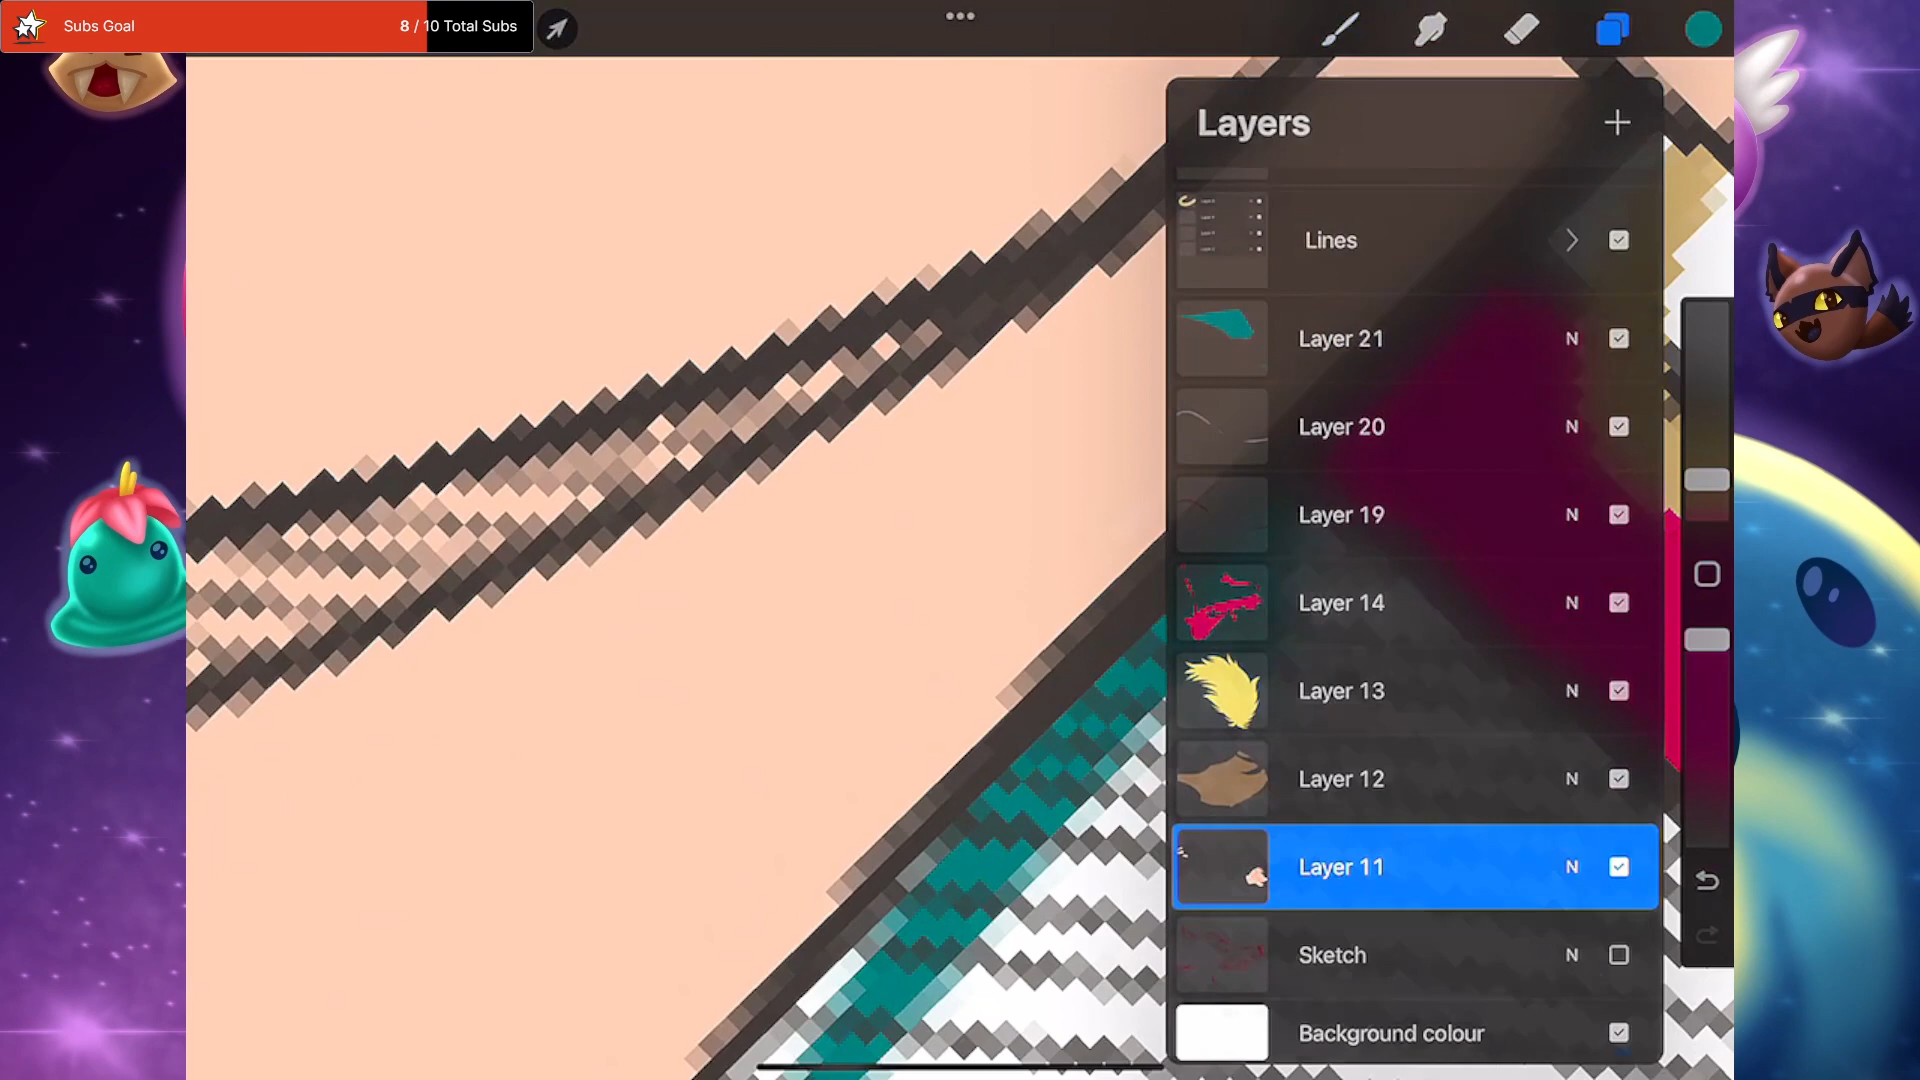 Subs Goal 8 / 10 Total Subs
Layers
Lines
Layer 21 N
Layer 20 N
Layer 19 N
Layer 14 N
Layer 13 N
Layer 12 N
Layer 11 N
Sketch N
Background colour